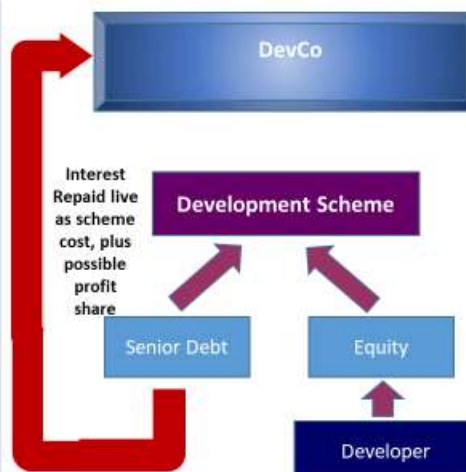 DevCo
Interest
Repaid live
as scheme
cost, plus
possible
profit
share
Development Scheme
Senior Debt
Equity
Developer